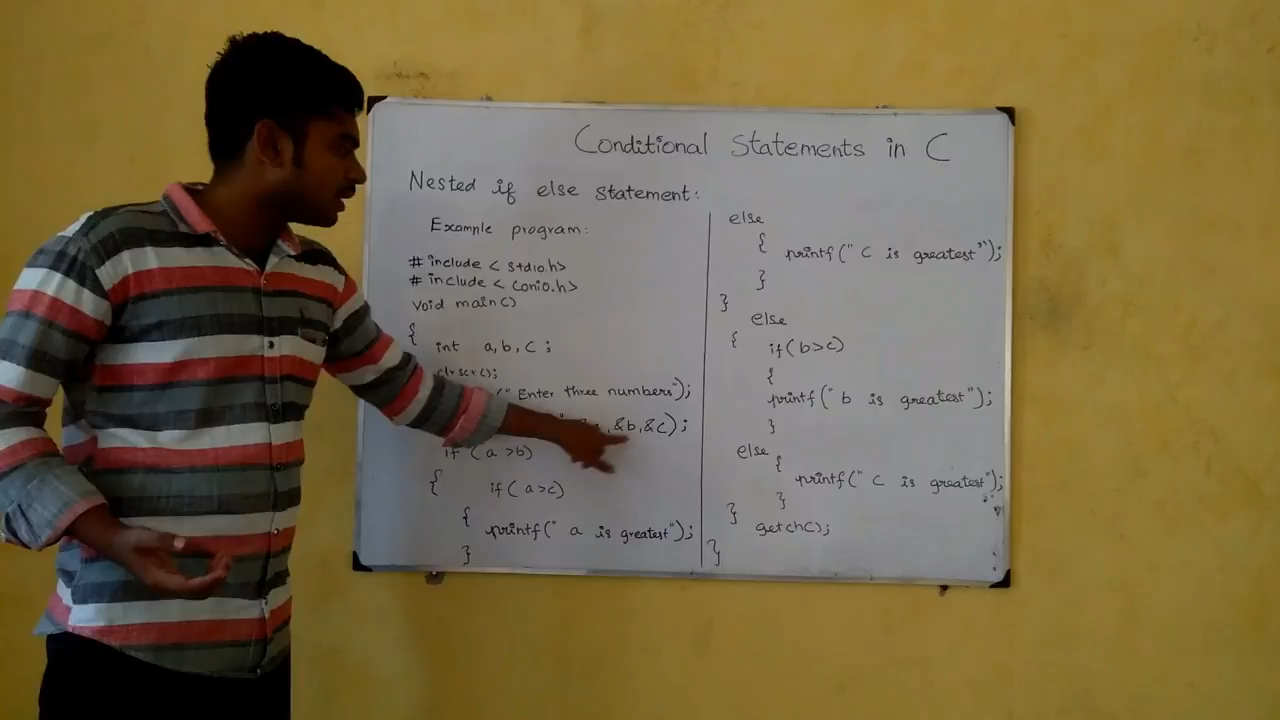 Conditional Statements in C
Nested if else statement:
Example program:
# include < stdio.h>
# include < conio.h>
void main()
{
int a, b, c ;
clrscr();
(" Enter three numbers");
&b, &c);
if ( a >b)
{
if ( a>c)
{
printf(" a is greatest");
}
else
{
printf(" c is greatest");
}
}
else
{
if( b>c)
{
printf(" b is greatest");
}
else
{
printf(" c is greatest");
}
}
getch();
}